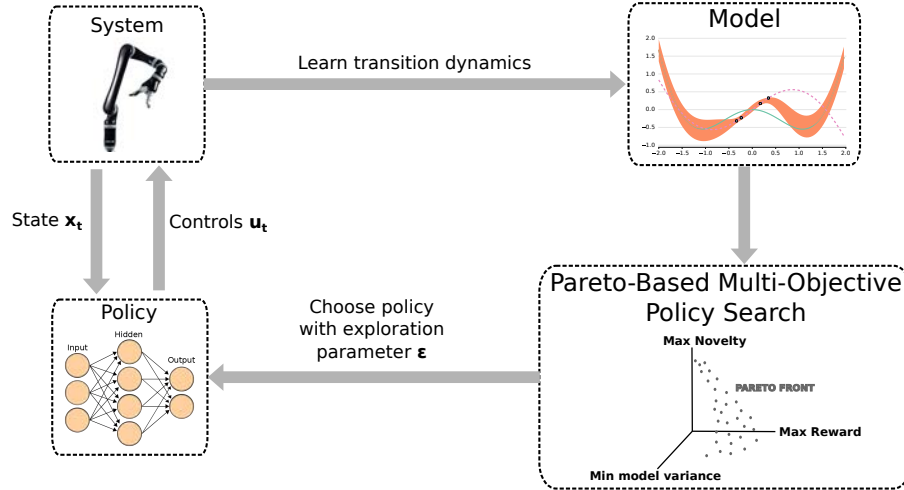 System
Learn transition dynamics
Model
2.0
1.5
1.0
0.5
0.0
−0.5
−1.0
−2.0 −1.5 −1.0 −0.5 0.0 0.5 1.0 1.5 2.0
State x_t
Controls u_t
Policy
Hidden
Input
Output
Choose policy
with exploration
parameter ε
Pareto-Based Multi-Objective
Policy Search
Max Novelty
PARETO FRONT
Max Reward
Min model variance